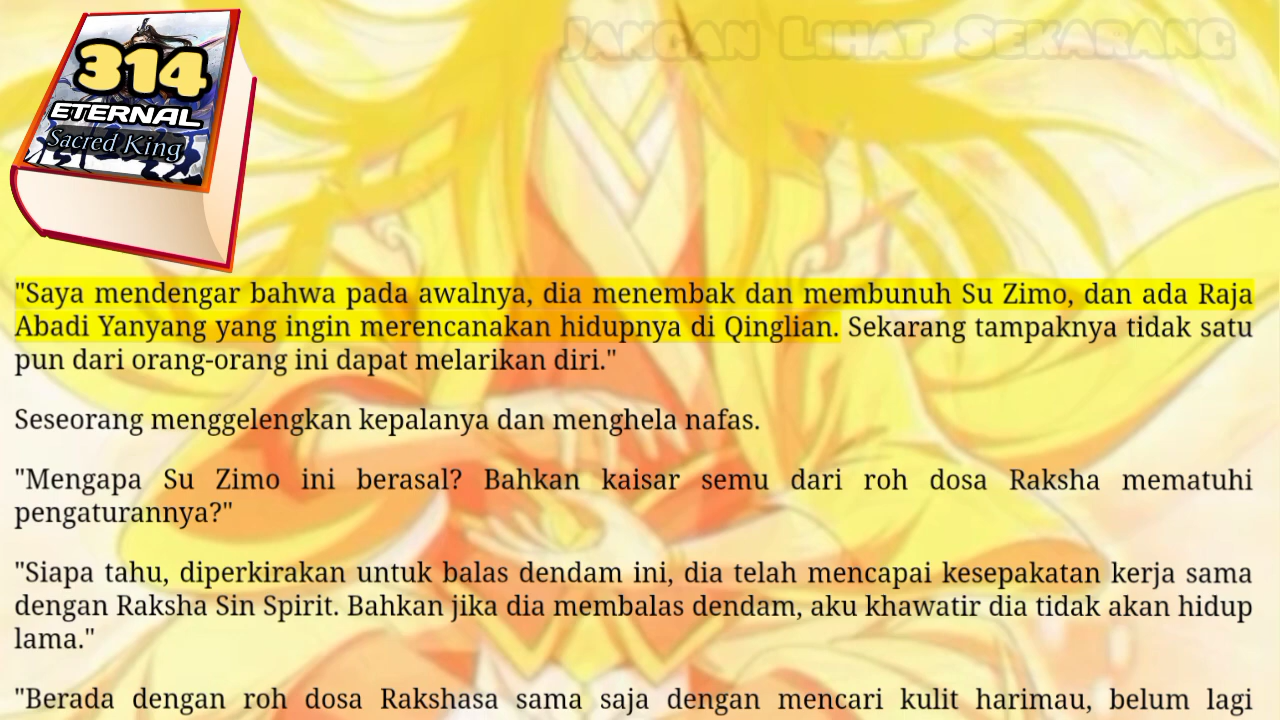 Jangan Lihat Sekarang
314
ETERNAL
Sacred King
"Saya mendengar bahwa pada awalnya, dia menembak dan membunuh Su Zimo, dan ada Raja
Abadi Yanyang yang ingin merencanakan hidupnya di Qinglian. Sekarang tampaknya tidak satu
pun dari orang-orang ini dapat melarikan diri."
Seseorang menggelengkan kepalanya dan menghela nafas.
"Mengapa Su Zimo ini berasal? Bahkan kaisar semu dari roh dosa Raksha mematuhi
pengaturannya?"
"Siapa tahu, diperkirakan untuk balas dendam ini, dia telah mencapai kesepakatan kerja sama
dengan Raksha Sin Spirit. Bahkan jika dia membalas dendam, aku khawatir dia tidak akan hidup
lama."
"Berada dengan roh dosa Rakshasa sama saja dengan mencari kulit harimau, belum lagi